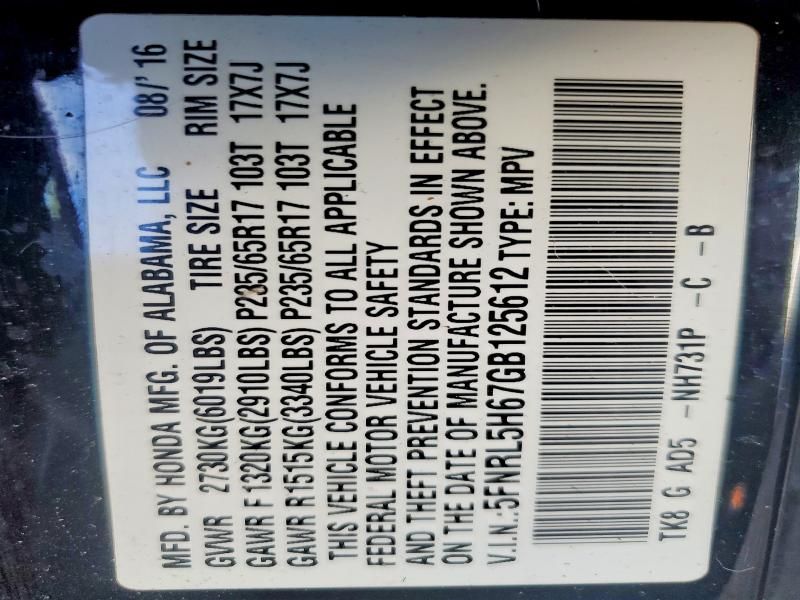 MFD. BY HONDA MFG. OF ALABAMA, LLC 08/' 16
GVWR 2730KG(6019LBS) TIRE SIZE RIM SIZE
GAWR F 1320KG(2910LBS) P235/65R17 103T 17X7J
GAWR R1515KG(3340LBS) P235/65R17 103T 17X7J
THIS VEHICLE CONFORMS TO ALL APPLICABLE
FEDERAL MOTOR VEHICLE SAFETY
AND THEFT PREVENTION STANDARDS IN EFFECT
ON THE DATE OF MANUFACTURE SHOWN ABOVE.
V.I.N.:5FNRL5H67GB125612 TYPE: MPV
TK8 G AD5 -NH731P -C -B